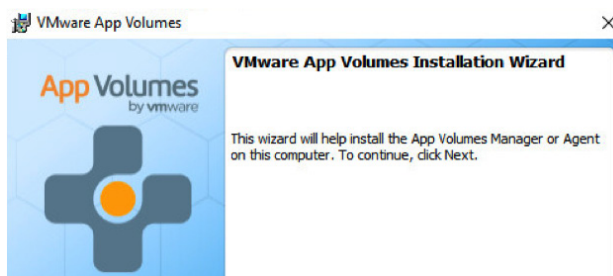 VMware App Volumes
App Volumes
by vmware
VMware App Volumes Installation Wizard
This wizard will help install the App Volumes Manager or Agent
on this computer. To continue, click Next.